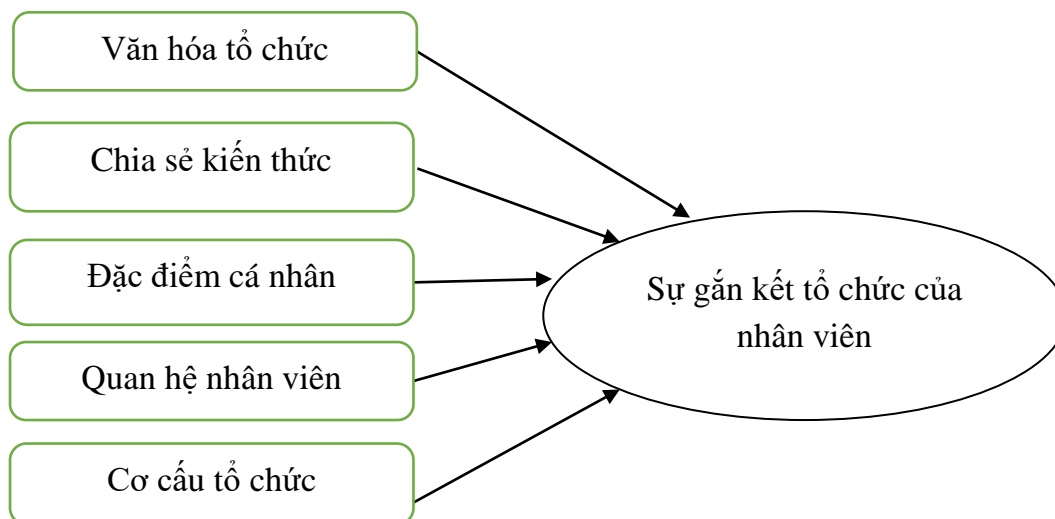 Văn hóa tổ chức
Chia sẻ kiến thức
Đặc điểm cá nhân
Quan hệ nhân viên
Cơ cấu tổ chức
Sự gắn kết tổ chức của
nhân viên